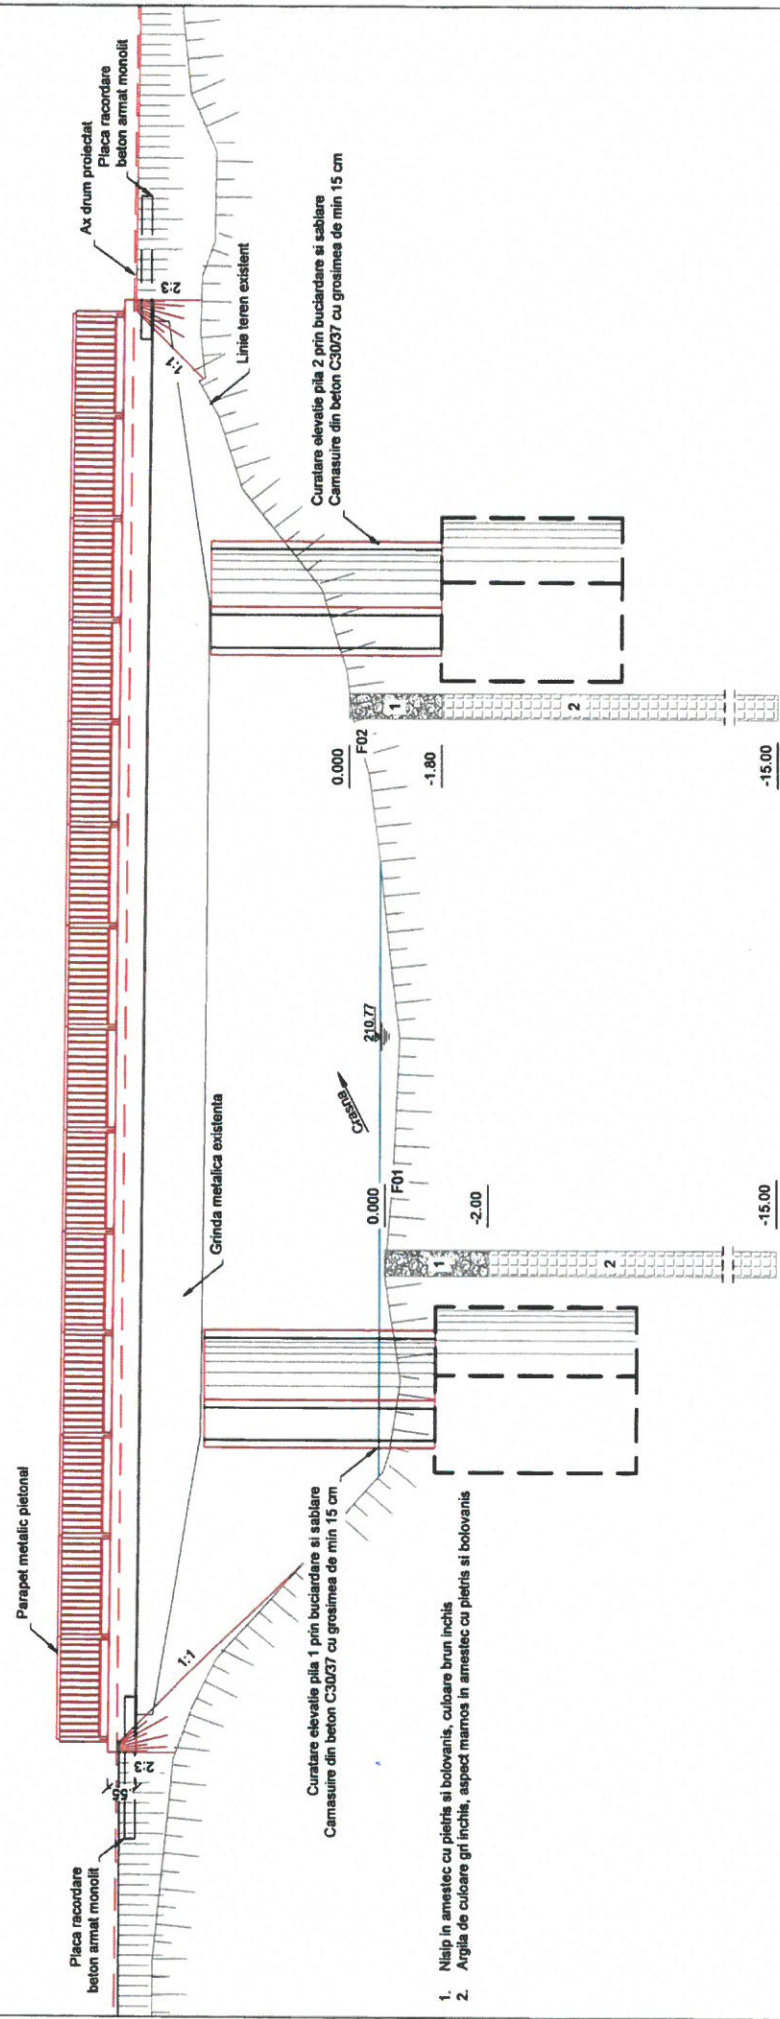 Parapet metalic pietonal
Placa racordare
beton armat monolit
2:3
1:1
Grinda metalica existenta
Ax drum proiectat
Placa racordare
beton armat monolit
2:3
1:1
Linie teren existent
Curatare elevatie pila 1 prin buciardare si sablare
Camasuire din beton C30/37 cu grosimea de min 15 cm
Curatare elevatie pila 2 prin buciardare si sablare
Camasuire din beton C30/37 cu grosimea de min 15 cm
Crasna
210.77
0.000
F01
-2.00
-15.00
1
2
0.000
F02
-1.80
-15.00
1
2
1. Nisip in amestec cu pietris si bolovanis, culoare brun inchis
2. Argila de culoare gri inchis, aspect marnos in amestec cu pietris si bolovanis